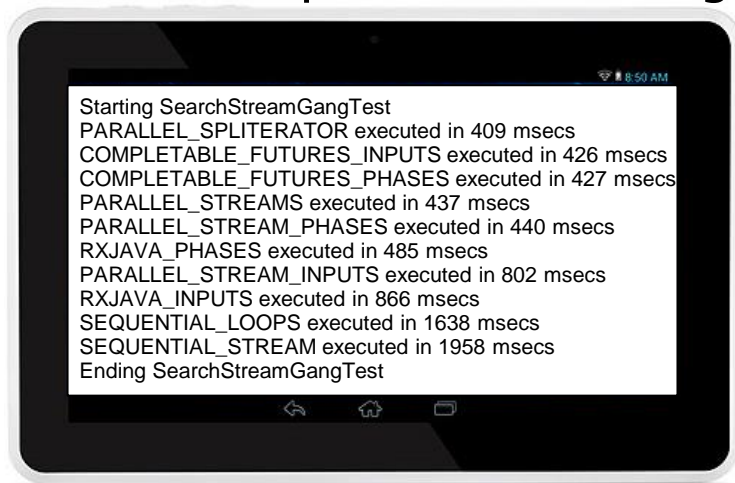 8:50 AM
Starting SearchStreamGangTest
PARALLEL_SPLITERATOR executed in 409 msecs
COMPLETABLE_FUTURES_INPUTS executed in 426 msecs
COMPLETABLE_FUTURES_PHASES executed in 427 msecs
PARALLEL_STREAMS executed in 437 msecs
PARALLEL_STREAM_PHASES executed in 440 msecs
RXJAVA_PHASES executed in 485 msecs
PARALLEL_STREAM_INPUTS executed in 802 msecs
RXJAVA_INPUTS executed in 866 msecs
SEQUENTIAL_LOOPS executed in 1638 msecs
SEQUENTIAL_STREAM executed in 1958 msecs
Ending SearchStreamGangTest